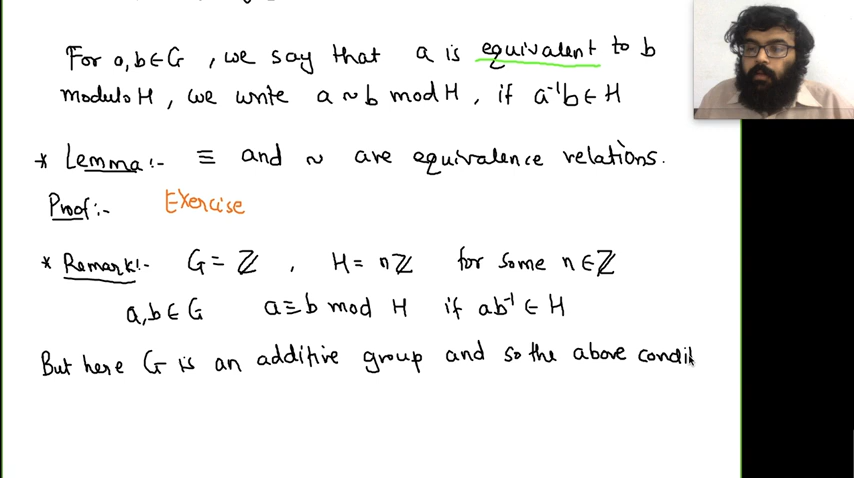 For a,b∈G, we say that a is equivalent to b
modulo H, we write a ~ b mod H, if a⁻¹b ∈ H
* Lemma:- ≡ and ~ are equivalence relations.
Proof:- Exercise
* Remark:- G = ℤ, H = nℤ for some n∈ℤ
a,b ∈ G a ≡ b mod H if ab⁻¹ ∈ H
But here G is an additive group and so the above condit